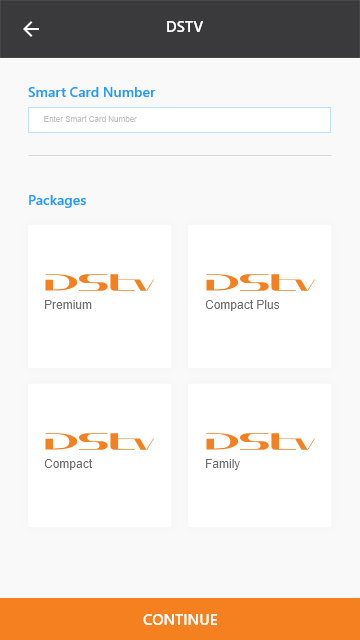 DSTV
Smart Card Number
Enter Smart Card Number
Packages
DStv
Premium
DStv
Compact Plus
DStv
Compact
DStv
Family
CONTINUE